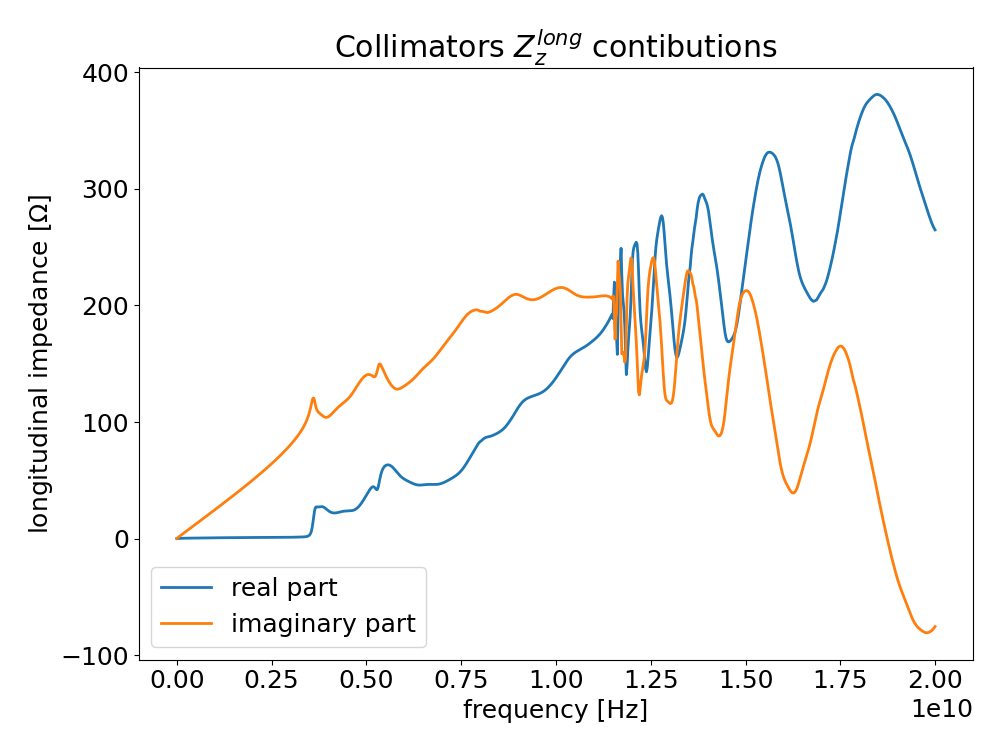 Collimators $Z_z^{long}$ contibutions
longitudinal impedance [Ω]
400
300
200
100
0
−100
real part
imaginary part
0.00 0.25 0.50 0.75 1.00 1.25 1.50 1.75 2.00
1e10
frequency [Hz]